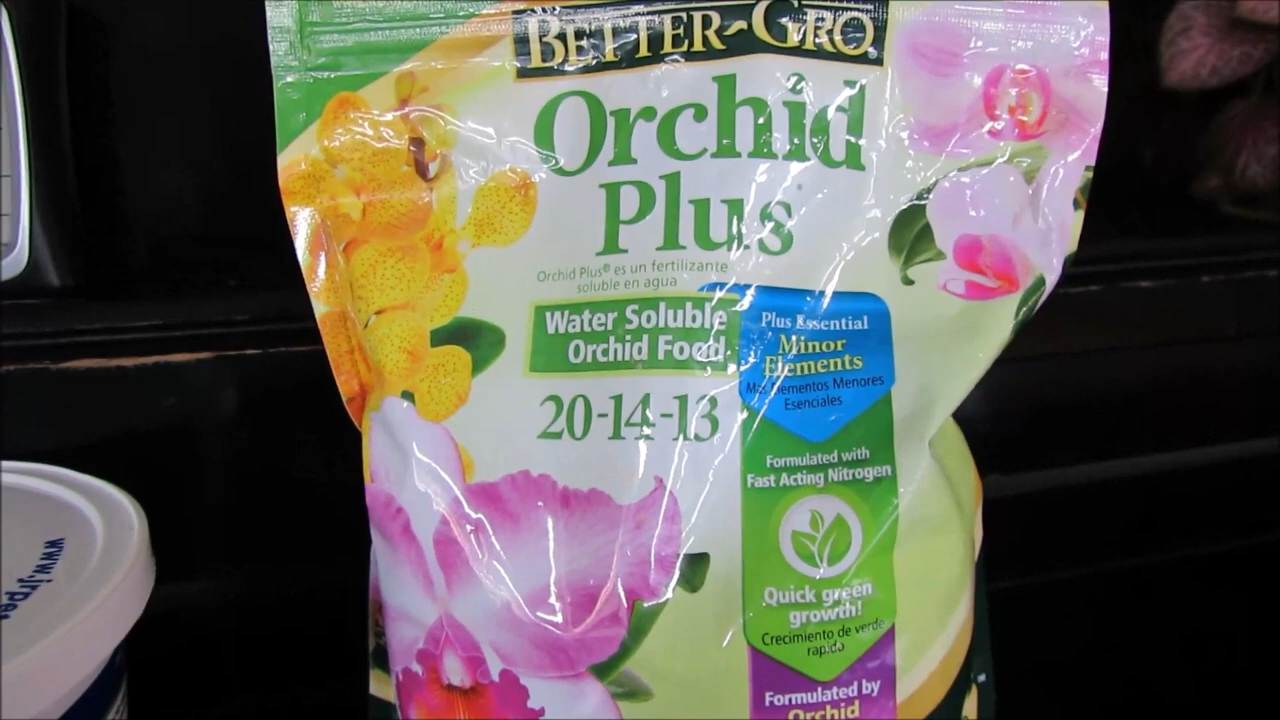 BETTER-GRO®
Orchid
Plus®
Orchid Plus® es un fertilizante
soluble en agua
Water Soluble
Orchid Food
20-14-13
Plus Essential
Minor
Elements
Mas Elementos Menores
Esenciales
Formulated with
Fast Acting Nitrogen
Quick green
growth!
Crecimiento de verde
rapido
Formulated by
Orchid
www.jrpe